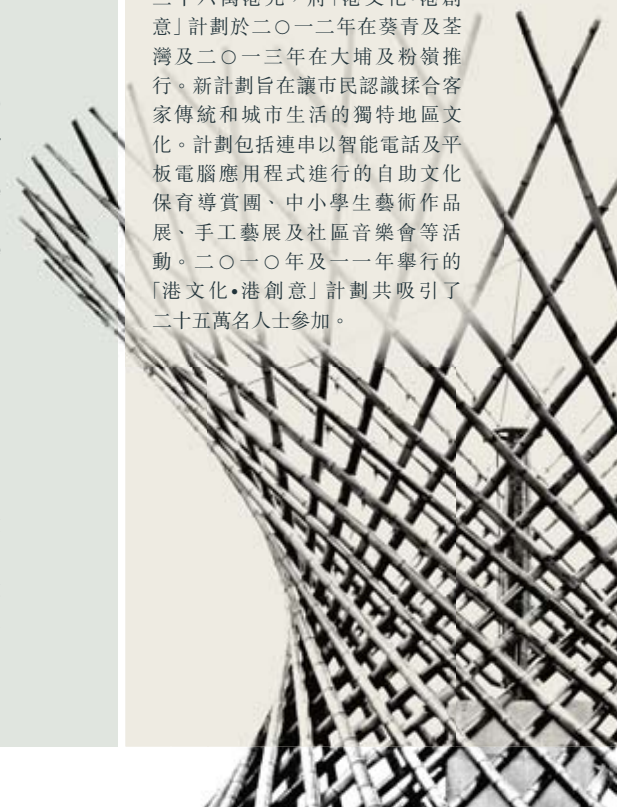 意」計劃於二○一二年在葵青及荃
灣及二○一三年在大埔及粉嶺推
行。新計劃旨在讓市民認識揉合客
家傳統和城市生活的獨特地區文
化。計劃包括連串以智能電話及平
板電腦應用程式進行的自助文化
保育導賞團、中小學生藝術作品
展、手工藝展及社區音樂會等活
動。二○一○年及一一年舉行的
「港文化•港創意」計劃共吸引了
二十五萬名人士參加。